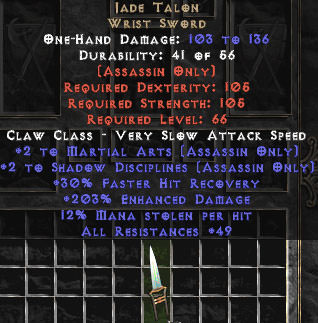 Jade Talon
Wrist Sword
One-Hand Damage: 103 to 136
Durability: 41 of 56
(Assassin Only)
Required Dexterity: 105
Required Strength: 105
Required Level: 66
Claw Class - Very Slow Attack Speed
+2 to Martial Arts (Assassin Only)
+2 to Shadow Disciplines (Assassin Only)
+30% Faster Hit Recovery
+203% Enhanced Damage
12% Mana stolen per hit
All Resistances +49